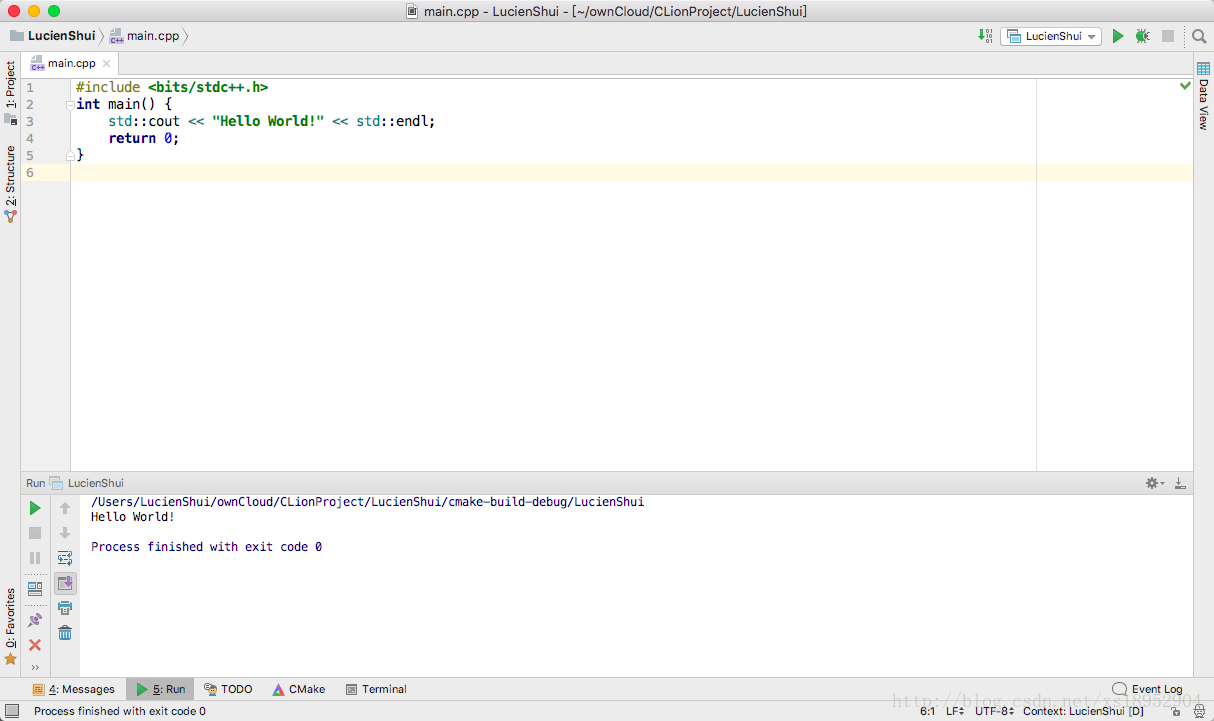 main.cpp - LucienShui - [~/ownCloud/CLionProject/LucienShui]
LucienShui main.cpp LucienShui
main.cpp
1: Project
2: Structure
Data View
1 #include <bits/stdc++.h>
2 int main() {
3 std::cout << "Hello World!" << std::endl;
4 return 0;
5 }
6
Run LucienShui
/Users/LucienShui/ownCloud/CLionProject/LucienShui/cmake-build-debug/LucienShui
Hello World!
Process finished with exit code 0
0: Favorites
4: Messages 5: Run TODO CMake Terminal Event Log
http://blog.csdn.net/xs18952904
Process finished with exit code 0 6:1 LF UTF-8 Context: LucienShui [D]